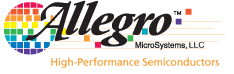 Allegro™
MicroSystems, LLC
High-Performance Semiconductors